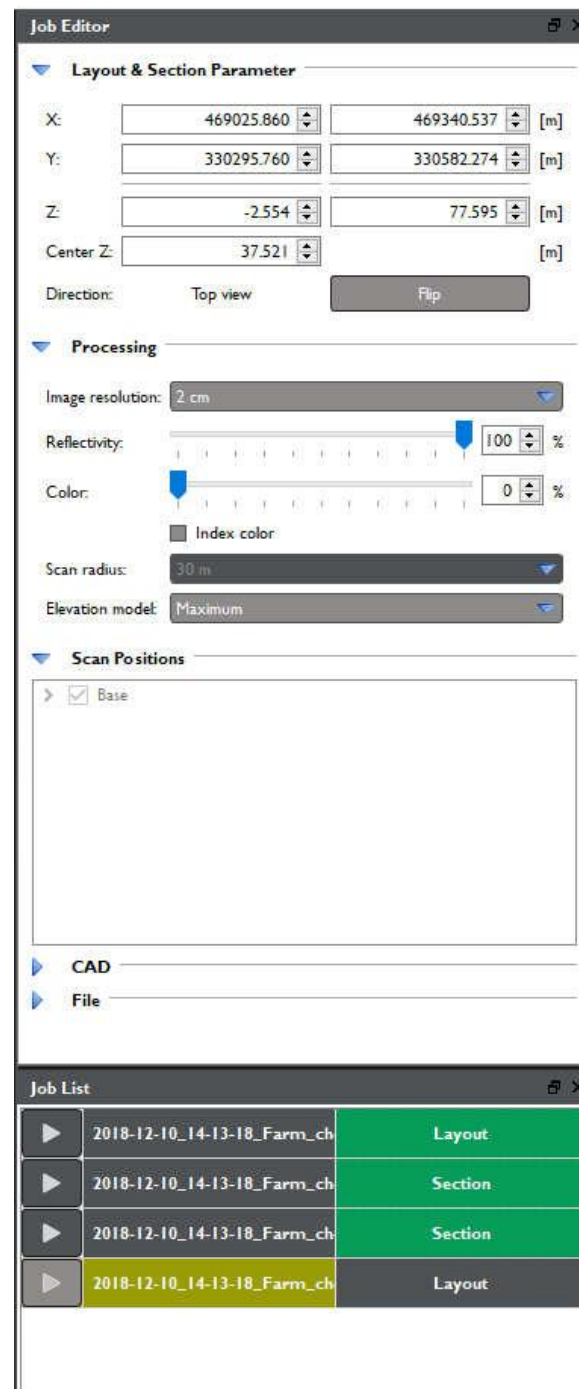 Job Editor
Layout & Section Parameter
X: 469025.860 469340.537 [m]
Y: 330295.760 330582.274 [m]
Z: -2.554 77.595 [m]
Center Z: 37.521 [m]
Direction: Top view Flip
Processing
Image resolution: 2 cm
Reflectivity: 100 %
Color: 0 %
Index color
Scan radius: 30 m
Elevation model: Maximum
Scan Positions
Base
CAD
File
Job List
2018-12-10_14-13-18_Farm_ch Layout
2018-12-10_14-13-18_Farm_ch Section
2018-12-10_14-13-18_Farm_ch Section
2018-12-10_14-13-18_Farm_ch Layout